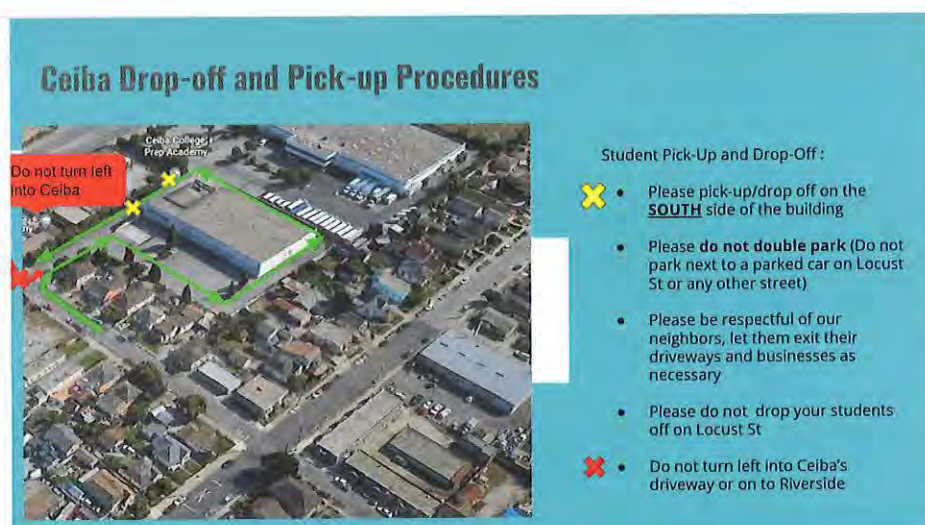 Ceiba Drop-off and Pick-up Procedures
Ceiba College
Prep Academy
Do not turn left
into Ceiba
Student Pick-Up and Drop-Off :
• Please pick-up/drop off on the
SOUTH side of the building
• Please do not double park (Do not
park next to a parked car on Locust
St or any other street)
• Please be respectful of our
neighbors, let them exit their
driveways and businesses as
necessary
• Please do not drop your students
off on Locust St
• Do not turn left into Ceiba's
driveway or on to Riverside